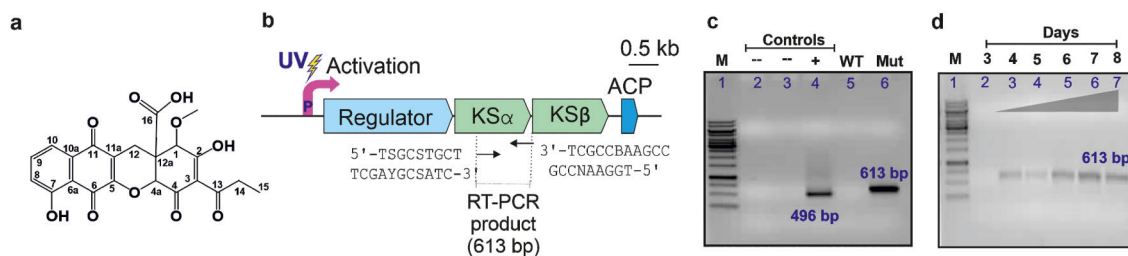 a
OH
O
16
O
O
12
1
OH
10
10a
11
11a
12a
2
9
8
6a
6
5
4a
3
15
7
O
4
13
14
OH
O
O
O
b
0.5 kb
UV
Activation
ACP
P
Regulator
KSα
KSβ
5'-TSGCSTGCT
TCGAYGCSATC-3'
3'-TCGCCBAAGCC
GCCNAAGGT-5'
RT-PCR
product
(613 bp)
c
Controls
M -- -- + WT Mut
1 2 3 4 5 6
613 bp
496 bp
d
Days
M 3 4 5 6 7 8
1 2 3 4 5 6 7
613 bp